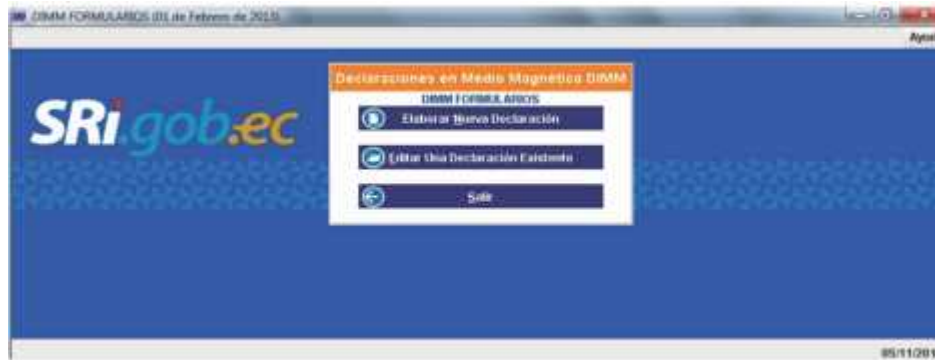 DIMM FORMULARIOS (01 de Febrero de 2013)
Ayu
SRi.gob.ec
Declaraciones en Medio Magnético DIMM
DIMM FORMULARIOS
Elaborar Nueva Declaración
Editar Una Declaración Existente
Salir
05/11/201